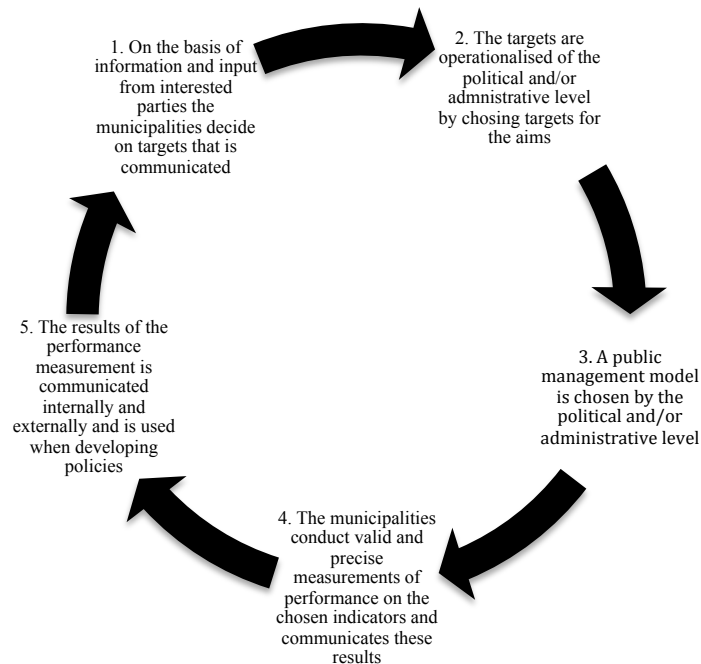 1. On the basis of
information and input
from interested
parties the
municipalities decide
on targets that is
communicated
2. The targets are
operationalised of the
political and/or
admnistrative level
by chosing targets for
the aims
3. A public
management model
is chosen by the
political and/or
administrative level
4. The municipalities
conduct valid and
precise
measurements of
performance on the
chosen indicators and
communicates these
results
5. The results of the
performance
measurement is
communicated
internally and
externally and is used
when developing
policies